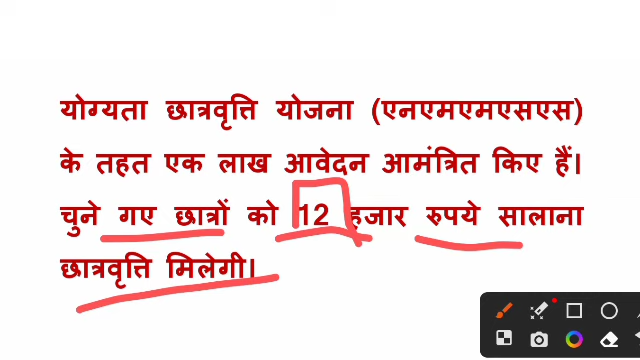 योग्यता छात्रवृत्ति योजना (एनएमएमएसएस)
के तहत एक लाख आवेदन आमंत्रित किए हैं।
चुने गए छात्रों को 12 हजार रुपये सालाना
छात्रवृत्ति मिलेगी।